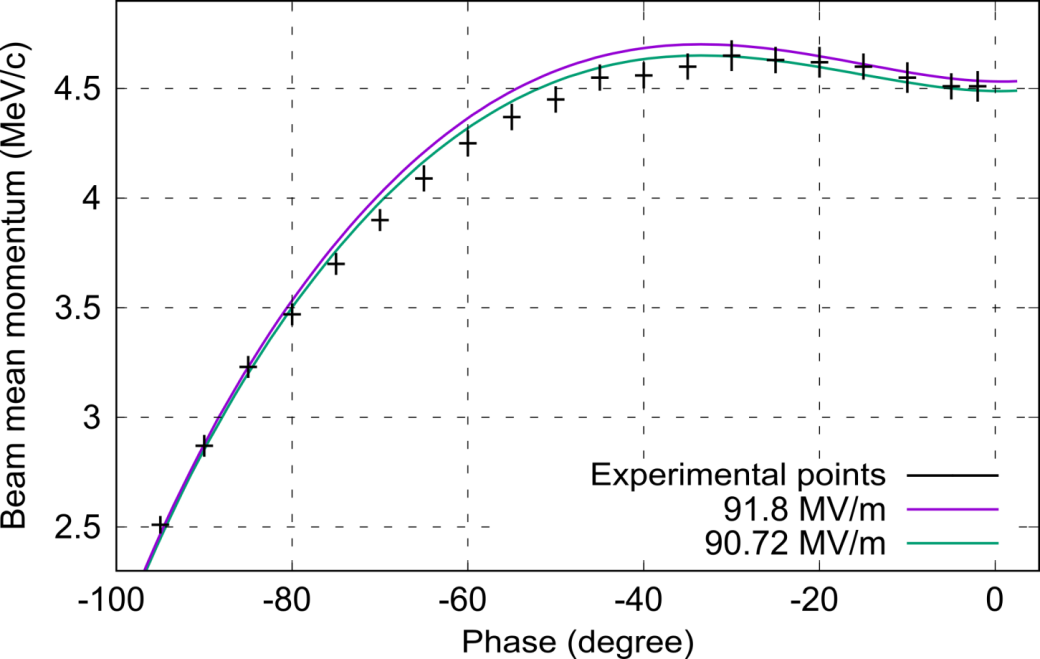 Beam mean momentum (MeV/c)
4.5
4
3.5
3
2.5
Experimental points
91.8 MV/m
90.72 MV/m
-100 -80 -60 -40 -20 0
Phase (degree)